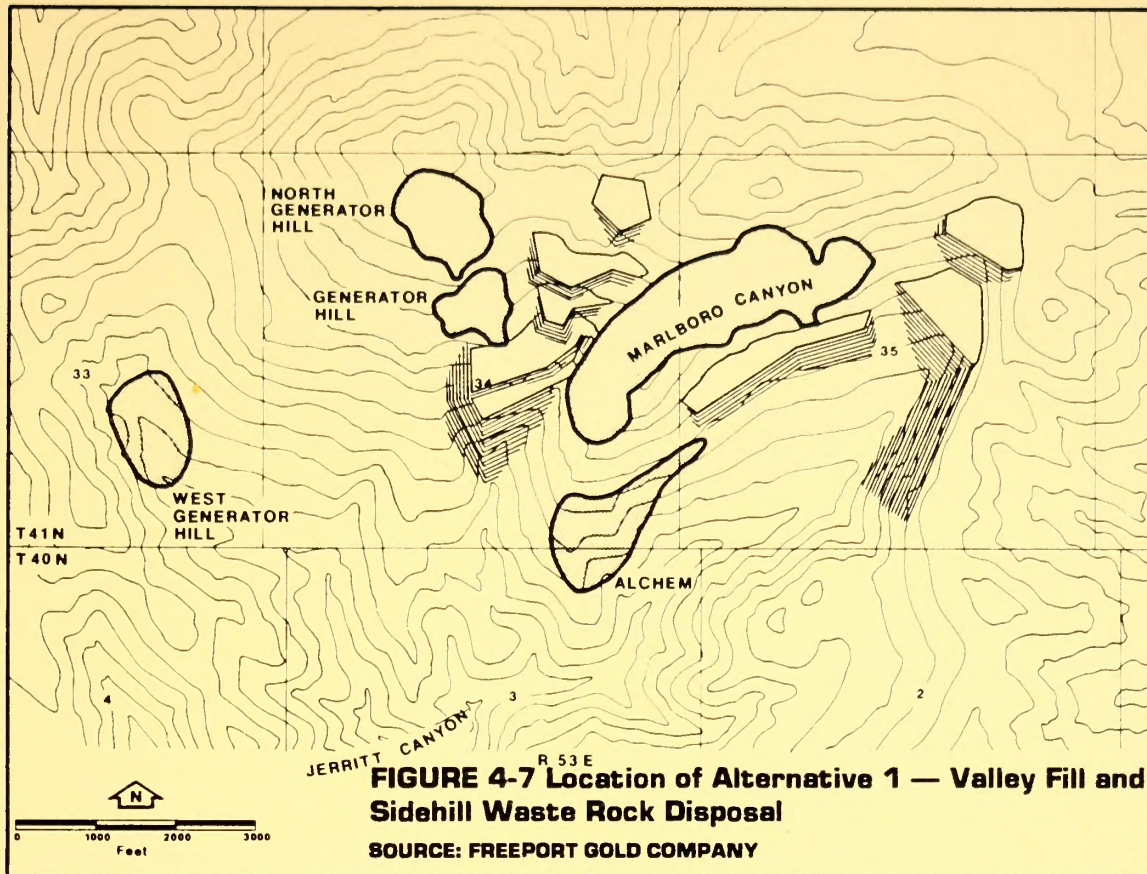 NORTH
GENERATOR
HILL
GENERATOR
HILL
MARLBORO CANYON
33
34
35
WEST
GENERATOR
HILL
T41N
T40N
ALCHEM
4
3
2
JERRITT CANYON
R 53 E
FIGURE 4-7 Location of Alternative 1 — Valley Fill and
Sidehill Waste Rock Disposal
N
0 1000 2000 3000
Feet
SOURCE: FREEPORT GOLD COMPANY